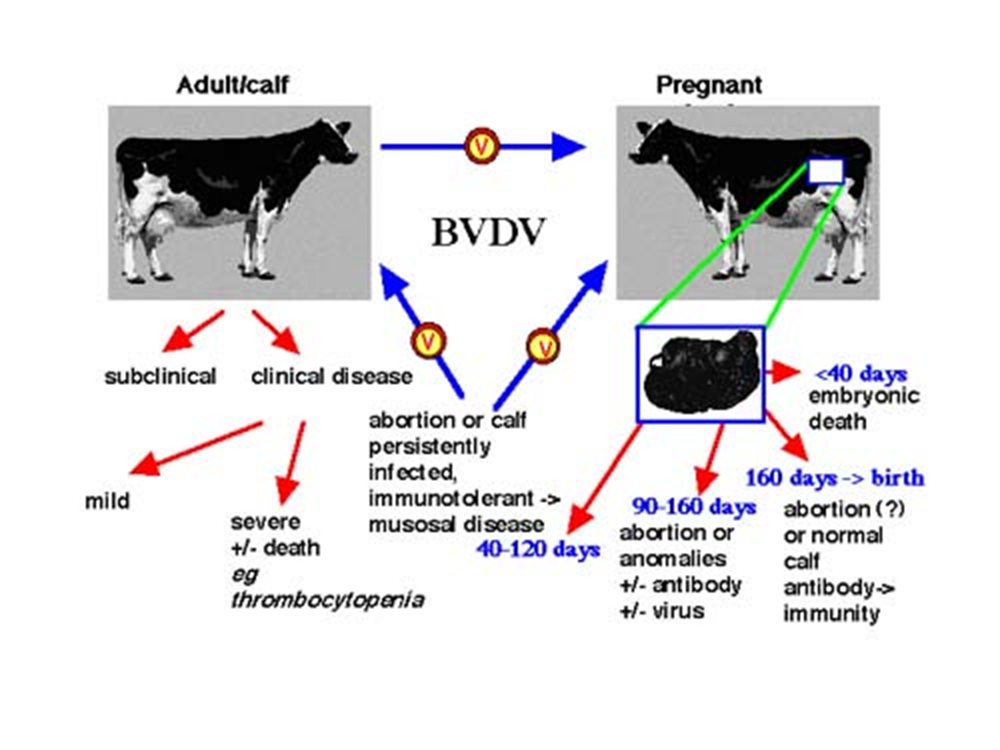 Adult/calf
Pregnant
V
BVDV
V
V
subclinical
clinical disease
mild
severe
+/- death
eg
thrombocytopenia
abortion or calf
persistently
infected,
immunotolerant ->
musosal disease
40-120 days
90-160 days
abortion or
anomalies
+/- antibody
+/- virus
<40 days
embryonic
death
160 days -> birth
abortion (?)
or normal
calf
antibody->
immunity